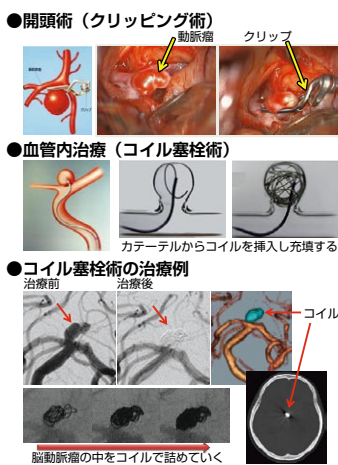 ●開頭術（クリッピング術）
動脈瘤
クリップ
●血管内治療（コイル塞栓術）
カテーテルからコイルを挿入し充填する
●コイル塞栓術の治療例
治療前
治療後
コイル
脳動脈瘤の中をコイルで詰めていく